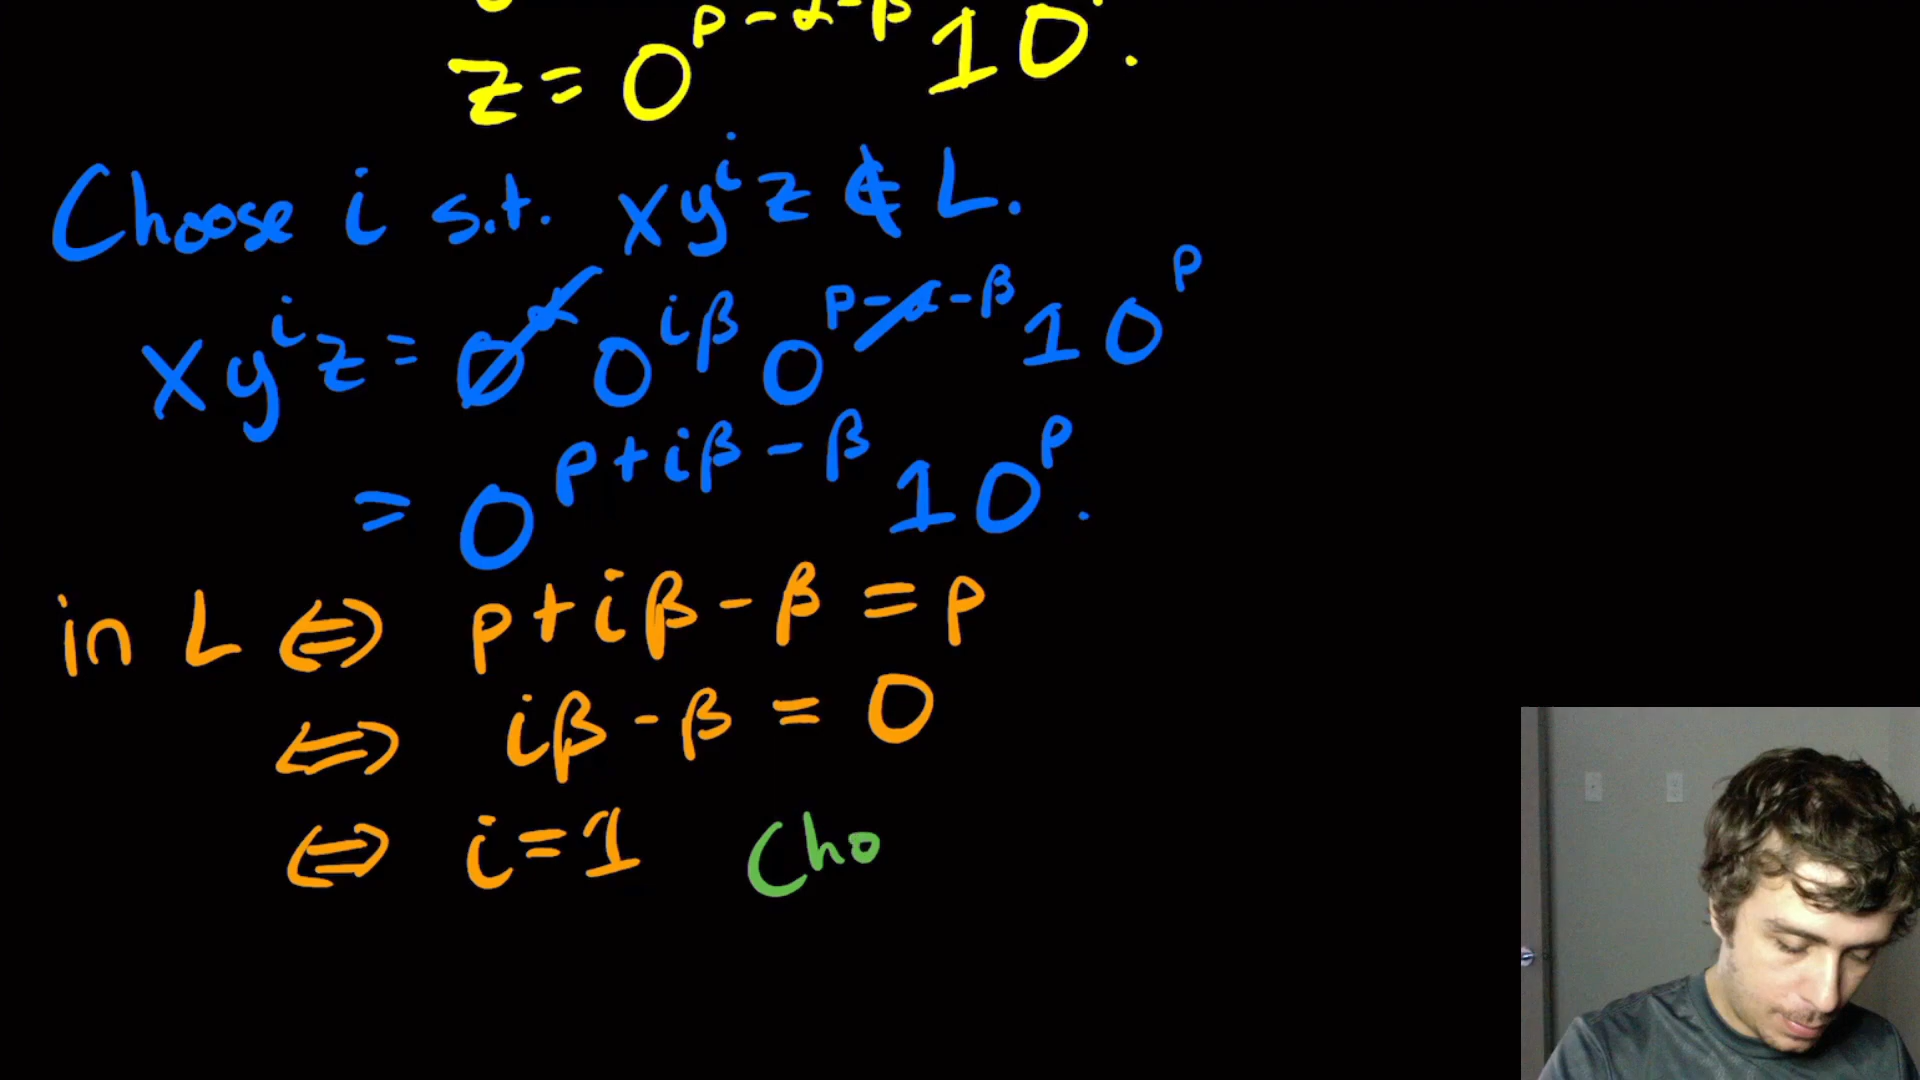 z = 0^{p-α-β} 1 0 .
Choose i s.t. xy^i z ∉ L.
xy^i z = 0^α 0^{iβ} 0^{p-α-β} 1 0^p
= 0^{p+iβ-β} 1 0^p .
in L ⇔ p+iβ-β = p
⇔ iβ-β = 0
⇔ i=1 Cho